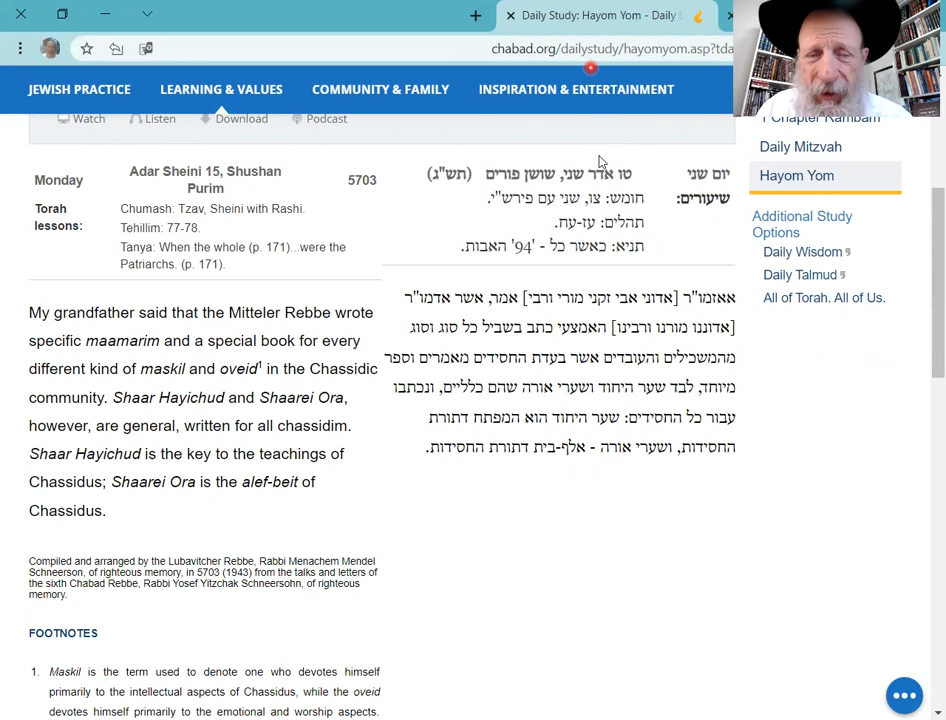 Daily Study: Hayom Yom - Daily
chabad.org/dailystudy/hayomyom.asp?tda
JEWISH PRACTICE LEARNING & VALUES COMMUNITY & FAMILY INSPIRATION & ENTERTAINMENT
Watch Listen Download Podcast
1 Chapter Rambam
Daily Mitzvah
Hayom Yom
Additional Study
Options
Daily Wisdom
Daily Talmud
All of Torah. All of Us.
Monday
Adar Sheini 15, Shushan
Purim
5703
Torah
lessons:
Chumash: Tzav, Sheini with Rashi.
Tehillim: 77-78.
Tanya: When the whole (p. 171)...were the
Patriarchs. (p. 171).
יום שני
טו אדר שני, שושן פורים (תש"ג)
שיעורים:
חומש: צו, שני עם פירש"י.
תהלים: עז-עח.
תניא: כאשר כל - '94' האבות.
My grandfather said that the Mitteler Rebbe wrote
specific maamarim and a special book for every
different kind of maskil and oveid1 in the Chassidic
community. Shaar Hayichud and Shaarei Ora,
however, are general, written for all chassidim.
Shaar Hayichud is the key to the teachings of
Chassidus; Shaarei Ora is the alef-beit of
Chassidus.
אאזמו"ר [אדוני אבי זקני מורי ורבי] אמר, אשר אדמו"ר
[אדוננו מורנו ורבינו] האמצעי כתב בשביל כל סוג וסוג
מהמשכילים והעובדים אשר בעדת החסידים מאמרים וספר
מיוחד, לבד שער היחוד ושערי אורה שהם כלליים, ונכתבו
עבור כל החסידים: שער היחוד הוא המפתח דתורת
החסידות, ושערי אורה - אלף-בית דתורת החסידות.
Compiled and arranged by the Lubavitcher Rebbe, Rabbi Menachem Mendel
Schneerson, of righteous memory, in 5703 (1943) from the talks and letters of
the sixth Chabad Rebbe, Rabbi Yosef Yitzchak Schneersohn, of righteous
memory.
FOOTNOTES
1. Maskil is the term used to denote one who devotes himself
primarily to the intellectual aspects of Chassidus, while the oveid
devotes himself primarily to the emotional and worship aspects.